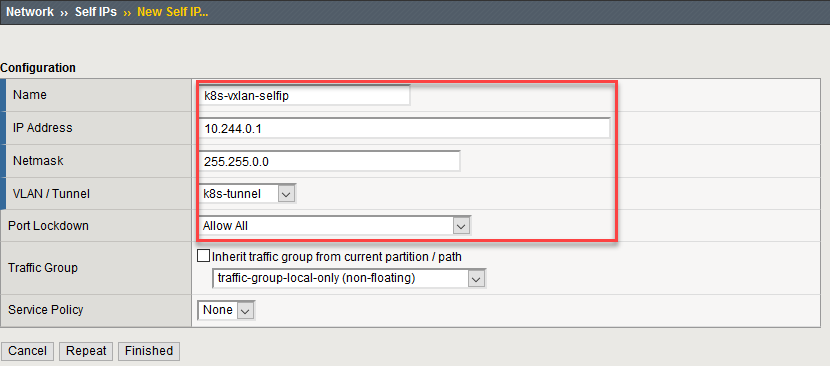 Network ›› Self IPs ›› New Self IP...
Configuration
Name k8s-vxlan-selfip
IP Address 10.244.0.1
Netmask 255.255.0.0
VLAN / Tunnel k8s-tunnel
Port Lockdown Allow All
Traffic Group Inherit traffic group from current partition / path
traffic-group-local-only (non-floating)
Service Policy None
Cancel Repeat Finished